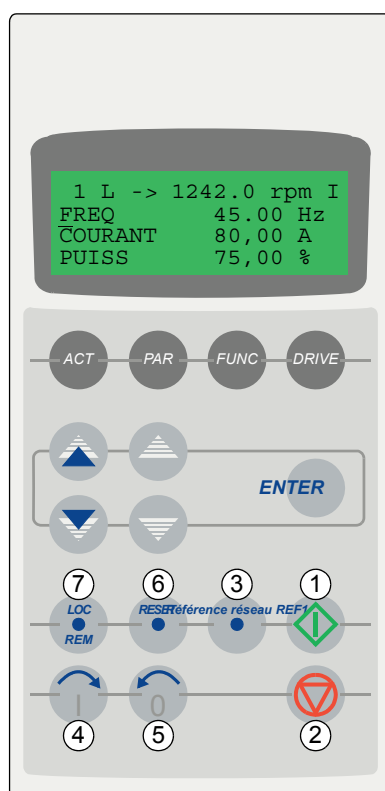 1 L -> 1242.0 rpm I
FREQ 45.00 Hz
COURANT 80,00 A
PUISS 75,00 %
ACT PAR FUNC DRIVE
ENTER
7 6 3 1
LOC RESET Référence réseau REF1
REM
I 0
4 5 2